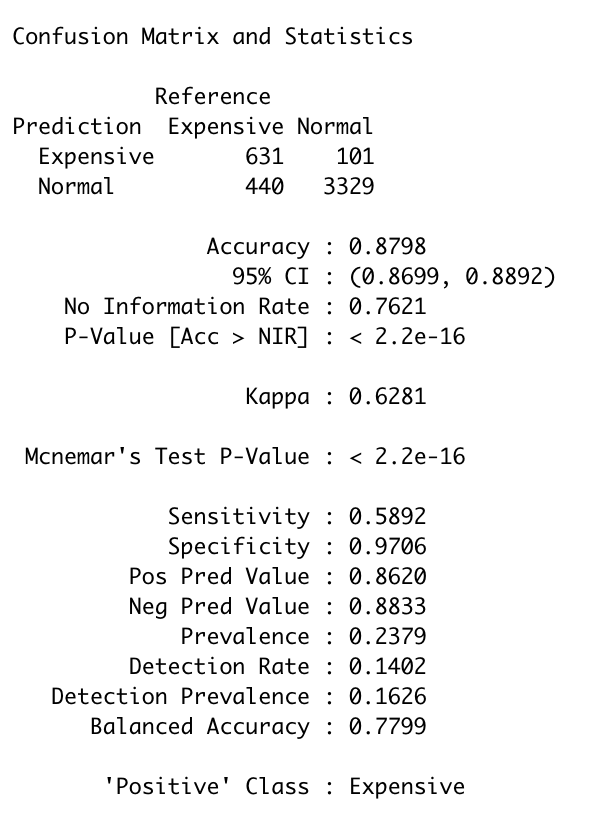 Confusion Matrix and Statistics
Reference
Prediction Expensive Normal
Expensive 631 101
Normal 440 3329
Accuracy : 0.8798
95% CI : (0.8699, 0.8892)
No Information Rate : 0.7621
P-Value [Acc > NIR] : < 2.2e-16
Kappa : 0.6281
Mcnemar's Test P-Value : < 2.2e-16
Sensitivity : 0.5892
Specificity : 0.9706
Pos Pred Value : 0.8620
Neg Pred Value : 0.8833
Prevalence : 0.2379
Detection Rate : 0.1402
Detection Prevalence : 0.1626
Balanced Accuracy : 0.7799
'Positive' Class : Expensive